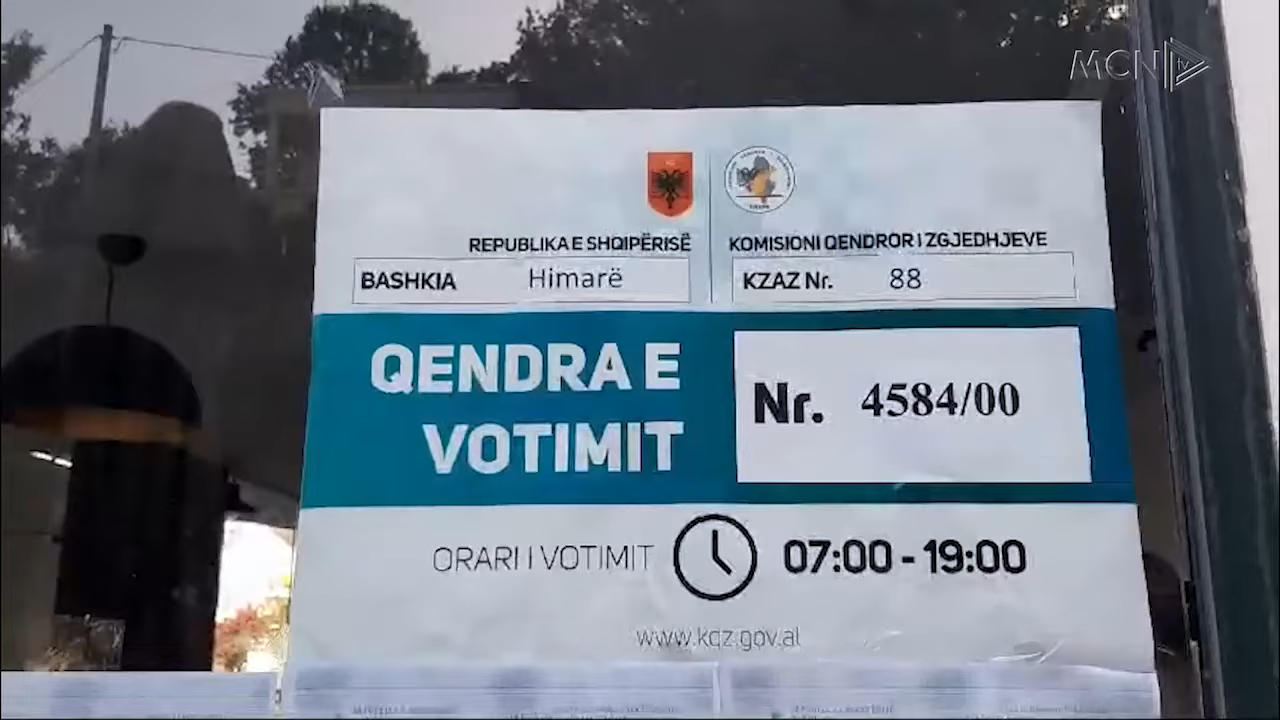 MCN tv
REPUBLIKA E SHQIPËRISË
KOMISIONI QENDROR I ZGJEDHJEVE
BASHKIA Himarë
KZAZ Nr. 88
QENDRA E
VOTIMIT
Nr. 4584/00
ORARI I VOTIMIT 07:00 - 19:00
www.kqz.gov.al